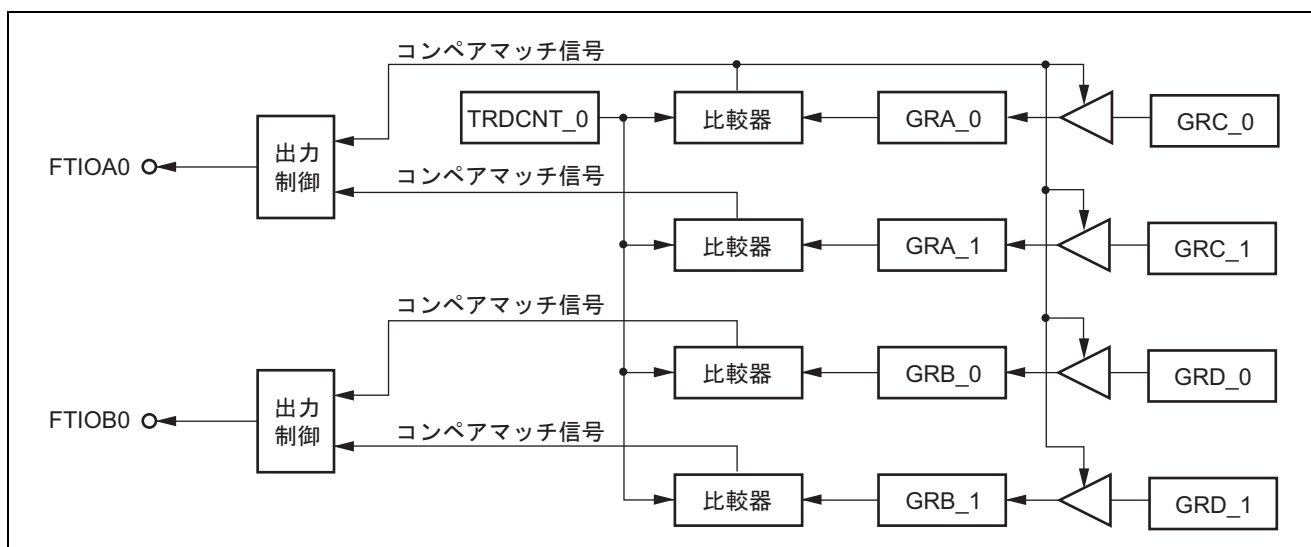 コンペアマッチ信号
TRDCNT_0
比較器
GRA_0
GRC_0
FTIOA0
出力
制御
コンペアマッチ信号
比較器
GRA_1
GRC_1
コンペアマッチ信号
比較器
GRB_0
GRD_0
FTIOB0
出力
制御
コンペアマッチ信号
比較器
GRB_1
GRD_1